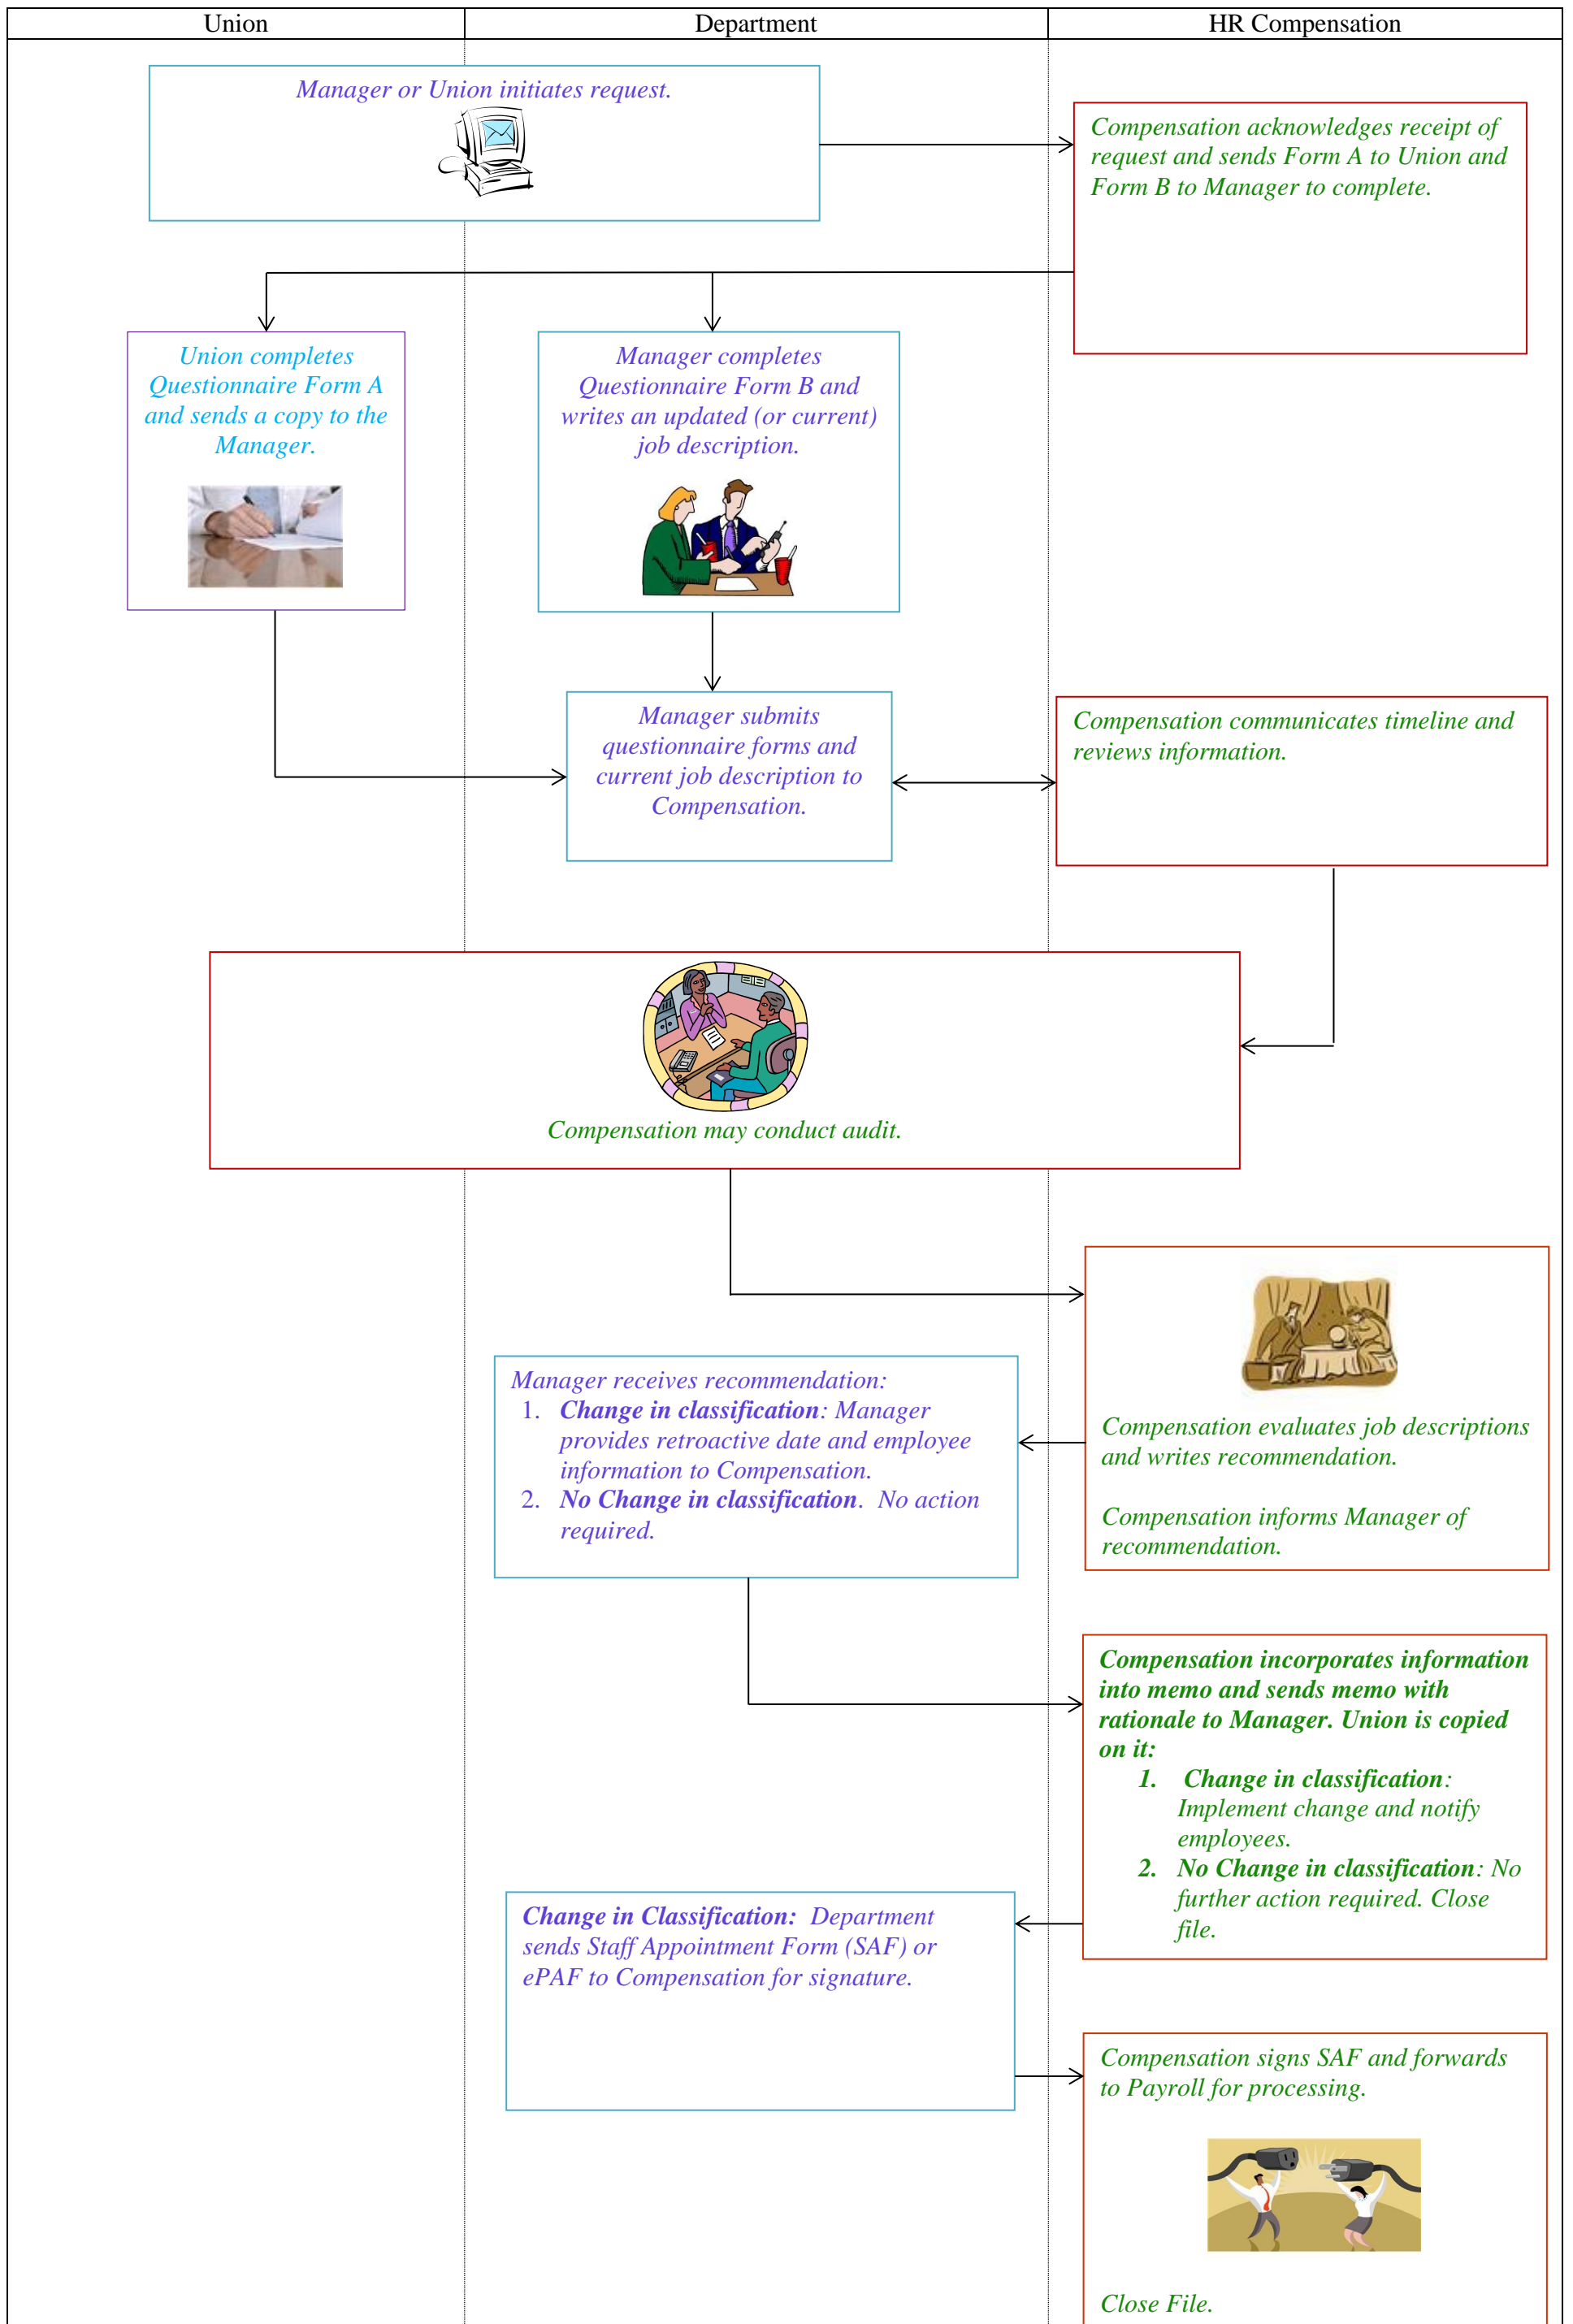 Union
Department
HR Compensation
Manager or Union initiates request.
Compensation acknowledges receipt of
request and sends Form A to Union and
Form B to Manager to complete.
Union completes
Questionnaire Form A
and sends a copy to the
Manager.
Manager completes
Questionnaire Form B and
writes an updated (or current)
job description.
Manager submits
questionnaire forms and
current job description to
Compensation.
Compensation communicates timeline and
reviews information.
Compensation may conduct audit.
Compensation evaluates job descriptions
and writes recommendation.
Compensation informs Manager of
recommendation.
Manager receives recommendation:
1. Change in classification: Manager
provides retroactive date and employee
information to Compensation.
2. No Change in classification. No action
required.
Compensation incorporates information
into memo and sends memo with
rationale to Manager. Union is copied
on it:
1. Change in classification:
Implement change and notify
employees.
2. No Change in classification: No
further action required. Close
file.
Change in Classification: Department
sends Staff Appointment Form (SAF) or
ePAF to Compensation for signature.
Compensation signs SAF and forwards
to Payroll for processing.
Close File.